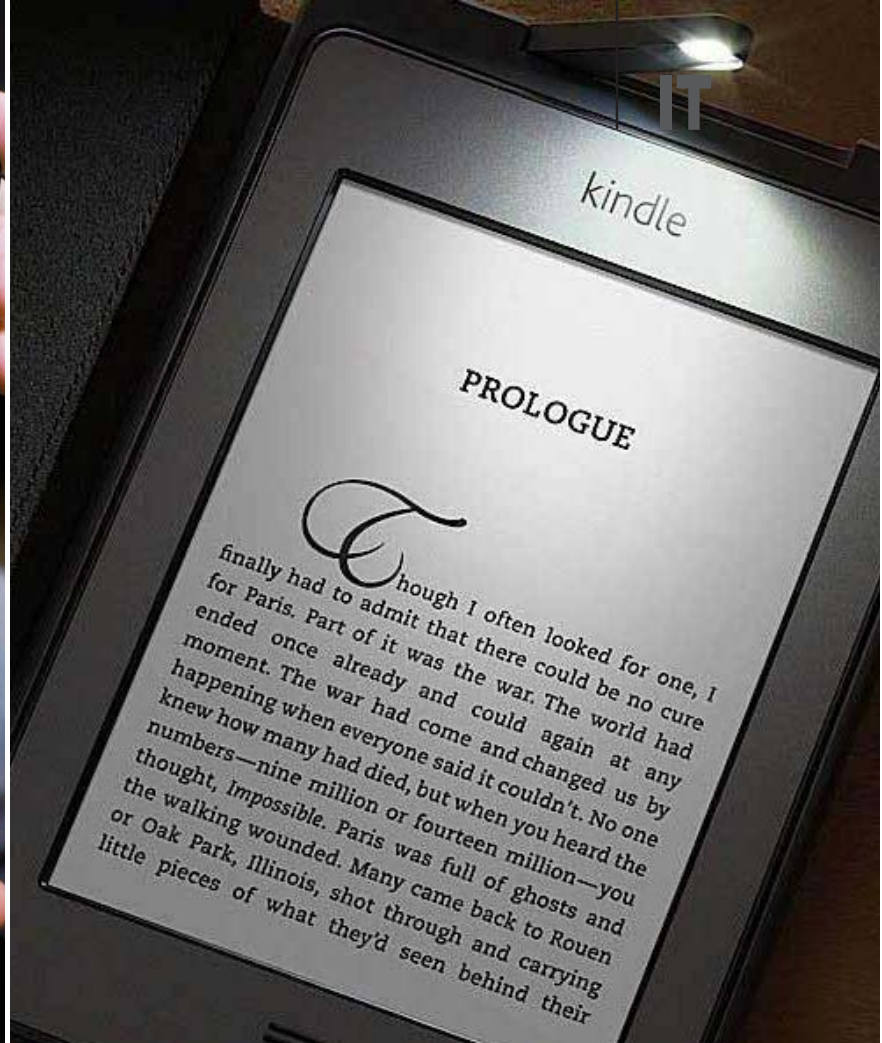 IT
kindle
PROLOGUE
Though I often looked for one, I
finally had to admit that there could be no cure
for Paris. Part of it was the war. The world had
ended once already and could again at any
moment. The war had come and changed us by
happening when everyone said it couldn't. No one
knew how many had died, but when you heard the
numbers—nine million or fourteen million—you
thought, Impossible. Paris was full of ghosts and
the walking wounded. Many came back to Rouen
or Oak Park, Illinois, shot through and carrying
little pieces of what they'd seen behind their